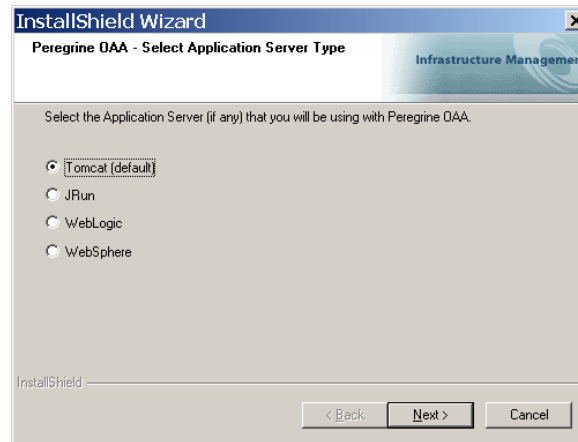 InstallShield Wizard
Peregrine OAA - Select Application Server Type
Infrastructure Managemen
Select the Application Server (if any) that you will be using with Peregrine OAA.
Tomcat (default)
JRun
WebLogic
WebSphere
InstallShield
< Back
Next >
Cancel